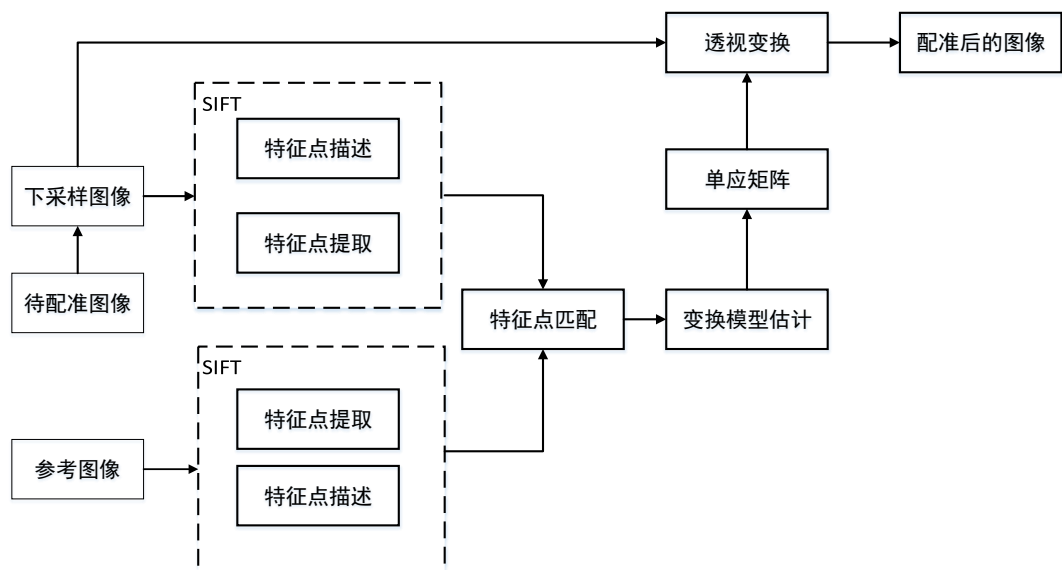 透视变换
配准后的图像
SIFT
特征点描述
下采样图像
单应矩阵
特征点提取
待配准图像
特征点匹配
变换模型估计
SIFT
特征点提取
参考图像
特征点描述